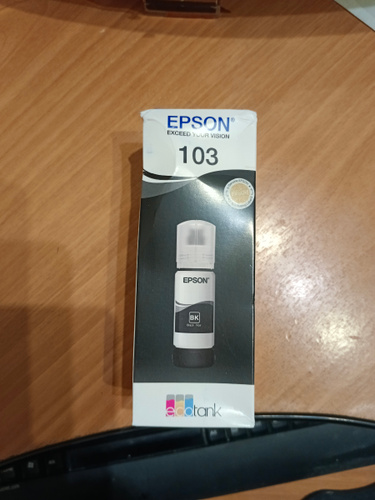 EPSON®
EXCEED YOUR VISION
103
EPSON
BK
ecotank